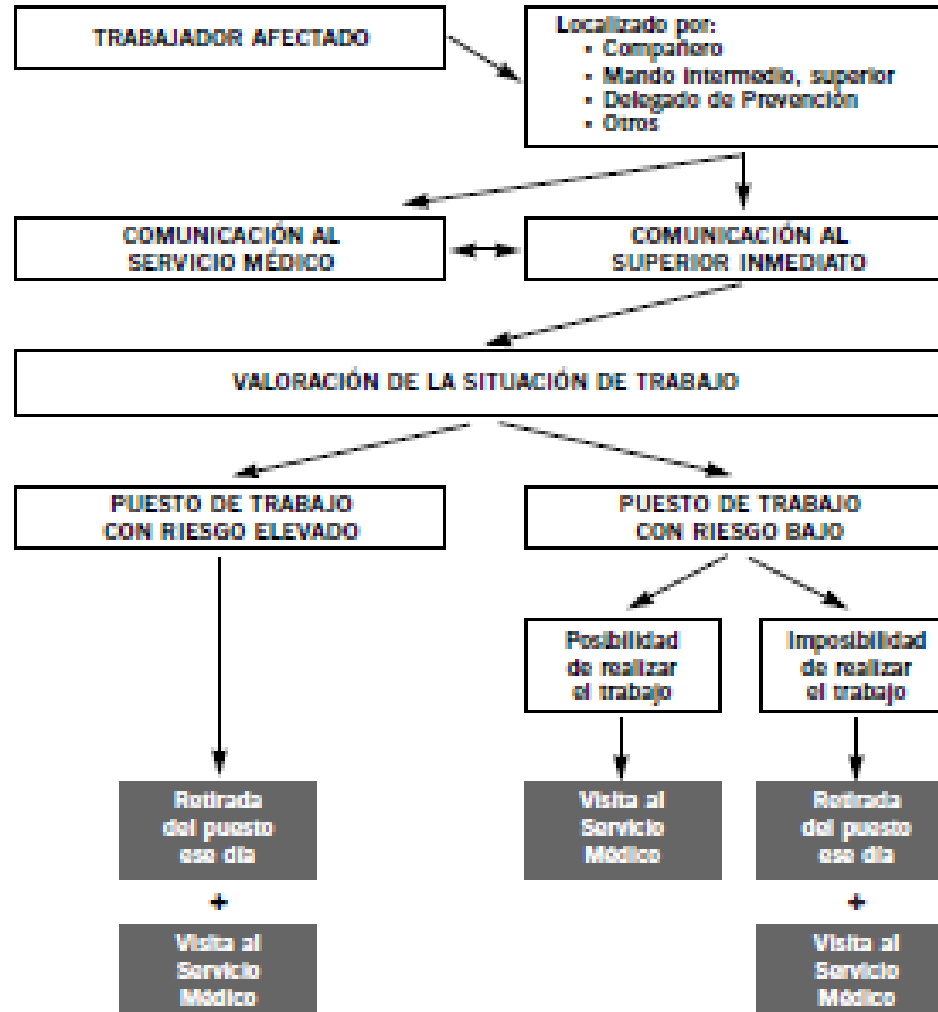 TRABAJADOR AFECTADO
Localizado por:
• Compañero
• Mando intermedio, superior
• Delegado de Prevención
• Otros
COMUNICACIÓN AL
SERVICIO MÉDICO
COMUNICACIÓN AL
SUPERIOR INMEDIATO
VALORACIÓN DE LA SITUACIÓN DE TRABAJO
PUESTO DE TRABAJO
CON RIESGO ELEVADO
PUESTO DE TRABAJO
CON RIESGO BAJO
Posibilidad
de realizar
el trabajo
Imposibilidad
de realizar
el trabajo
Retirada
del puesto
ese día
+
Visita al
Servicio
Médico
Visita al
Servicio
Médico
Retirada
del puesto
ese día
+
Visita al
Servicio
Médico